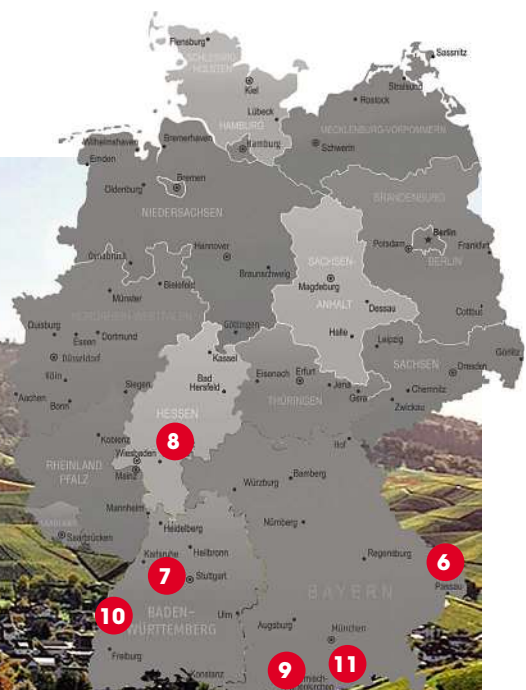 Flensburg
Sassnitz
SCHLESWIG-
HOLSTEIN
Stralsund
Kiel
Rostock
Lübeck
MECKLENBURG-VORPOMMERN
HAMBURG
Wilhelmshaven
Bremerhaven
Hamburg
Schwerin
Emden
Bremen
Oldenburg
BRANDENBURG
NIEDERSACHSEN
Berlin
Potsdam
Frankfurt
Hannover
SACHSEN-
BERLIN
Osnabrück
Braunschweig
Magdeburg
Bielefeld
Münster
ANHALT
Dessau
NORDRHEIN-WESTFALEN
Cottbus
Duisburg
Göttingen
Halle
Essen
Dortmund
Leipzig
Düsseldorf
Kassel
SACHSEN
Görlitz
Köln
Bad
Hersfeld
Eisenach
Erfurt
Dresden
Siegen
Jena
Chemnitz
Aachen
Bonn
THÜRINGEN
Gera
Zwickau
HESSEN
Koblenz
8
Hof
Wiesbaden
RHEINLAND
PFALZ
Mainz
Bamberg
Würzburg
Mannheim
Heidelberg
Nürnberg
Saarbrücken
Karlsruhe
Heilbronn
Regensburg
6
7
Stuttgart
BAYERN
Passau
10
BADEN-
WÜRTTEMBERG
Ulm
Augsburg
München
Freiburg
9
11
Konstanz